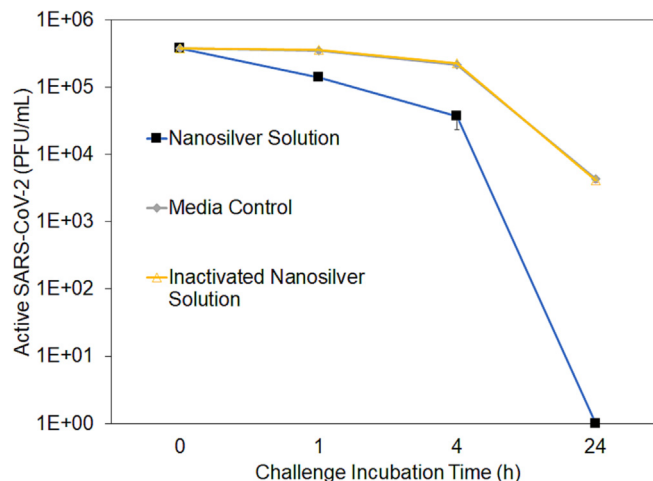 Active SARS-CoV-2 (PFU/mL)
1E+06
1E+05
1E+04
1E+03
1E+02
1E+01
1E+00
Nanosilver Solution
Media Control
Inactivated Nanosilver
Solution
0 1 4 24
Challenge Incubation Time (h)